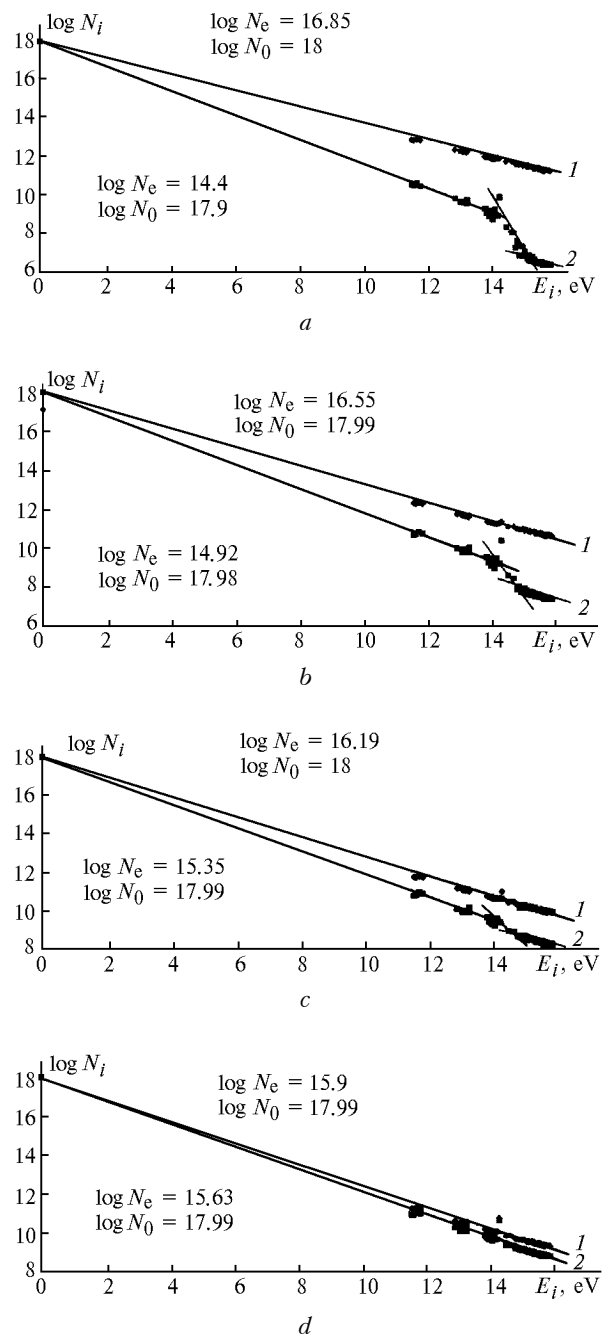 log N_i
log N_e = 16.85
log N_0 = 18
18
16
14
12
10
8
6
log N_e = 14.4
log N_0 = 17.9
1
2
0 2 4 6 8 10 12 14 E_i, eV
a
log N_i
log N_e = 16.55
log N_0 = 17.99
18
16
14
12
10
8
6
log N_e = 14.92
log N_0 = 17.98
1
2
0 2 4 6 8 10 12 14 E_i, eV
b
log N_i
log N_e = 16.19
log N_0 = 18
18
16
14
12
10
8
log N_e = 15.35
log N_0 = 17.99
1
2
0 2 4 6 8 10 12 14 E_i, eV
c
log N_i
log N_e = 15.9
log N_0 = 17.99
18
16
14
12
10
8
log N_e = 15.63
log N_0 = 17.99
1
2
0 2 4 6 8 10 12 14 E_i, eV
d